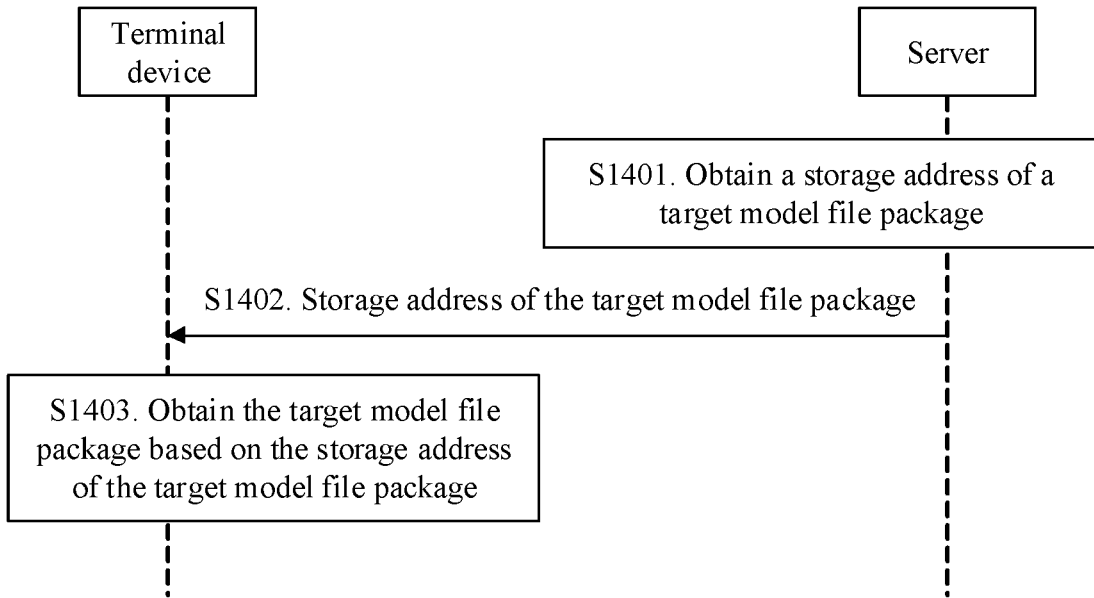 Terminal
device
Server
S1401. Obtain a storage address of a
target model file package
S1402. Storage address of the target model file package
S1403. Obtain the target model file
package based on the storage address
of the target model file package